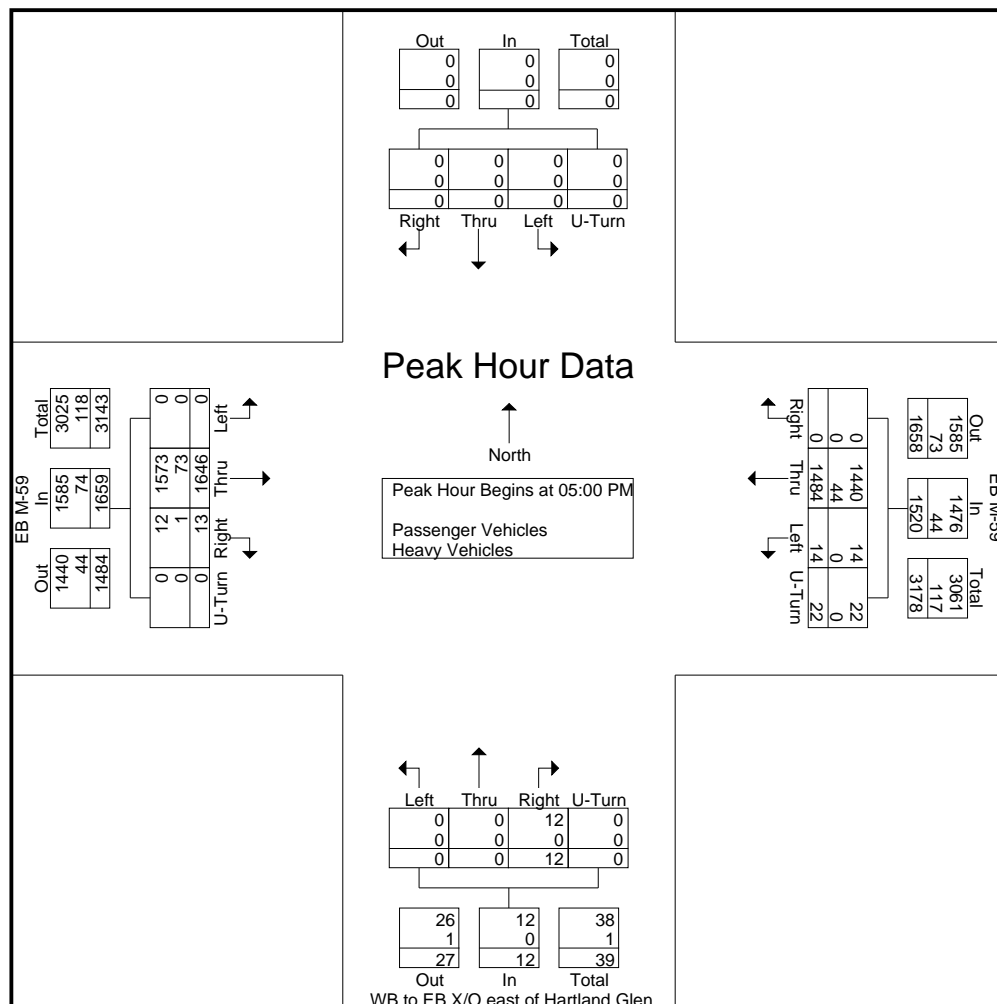 Out In Total
0 0 0
0 0 0
0 0 0
0 0 0 0
0 0 0 0
0 0 0 0
Right Thru Left U-Turn
Peak Hour Data
North
Peak Hour Begins at 05:00 PM
Passenger Vehicles
Heavy Vehicles
EB M-59
Total In Out
3025 1585 1440
118 74 44
3143 1659 1484
0 1573 12 0
0 73 1 0
0 1646 13 0
Left Thru Right U-Turn
Right Thru Left U-Turn
0 1484 14 22
0 44 0 0
0 1440 14 22
1658 1520 3178
73 44 117
1585 1476 3061
Out In Total
EB M-59
Left Thru Right U-Turn
0 0 12 0
0 0 0 0
0 0 12 0
26 12 38
1 0 1
27 12 39
Out In Total
WB to EB X/O east of Hartland Glen